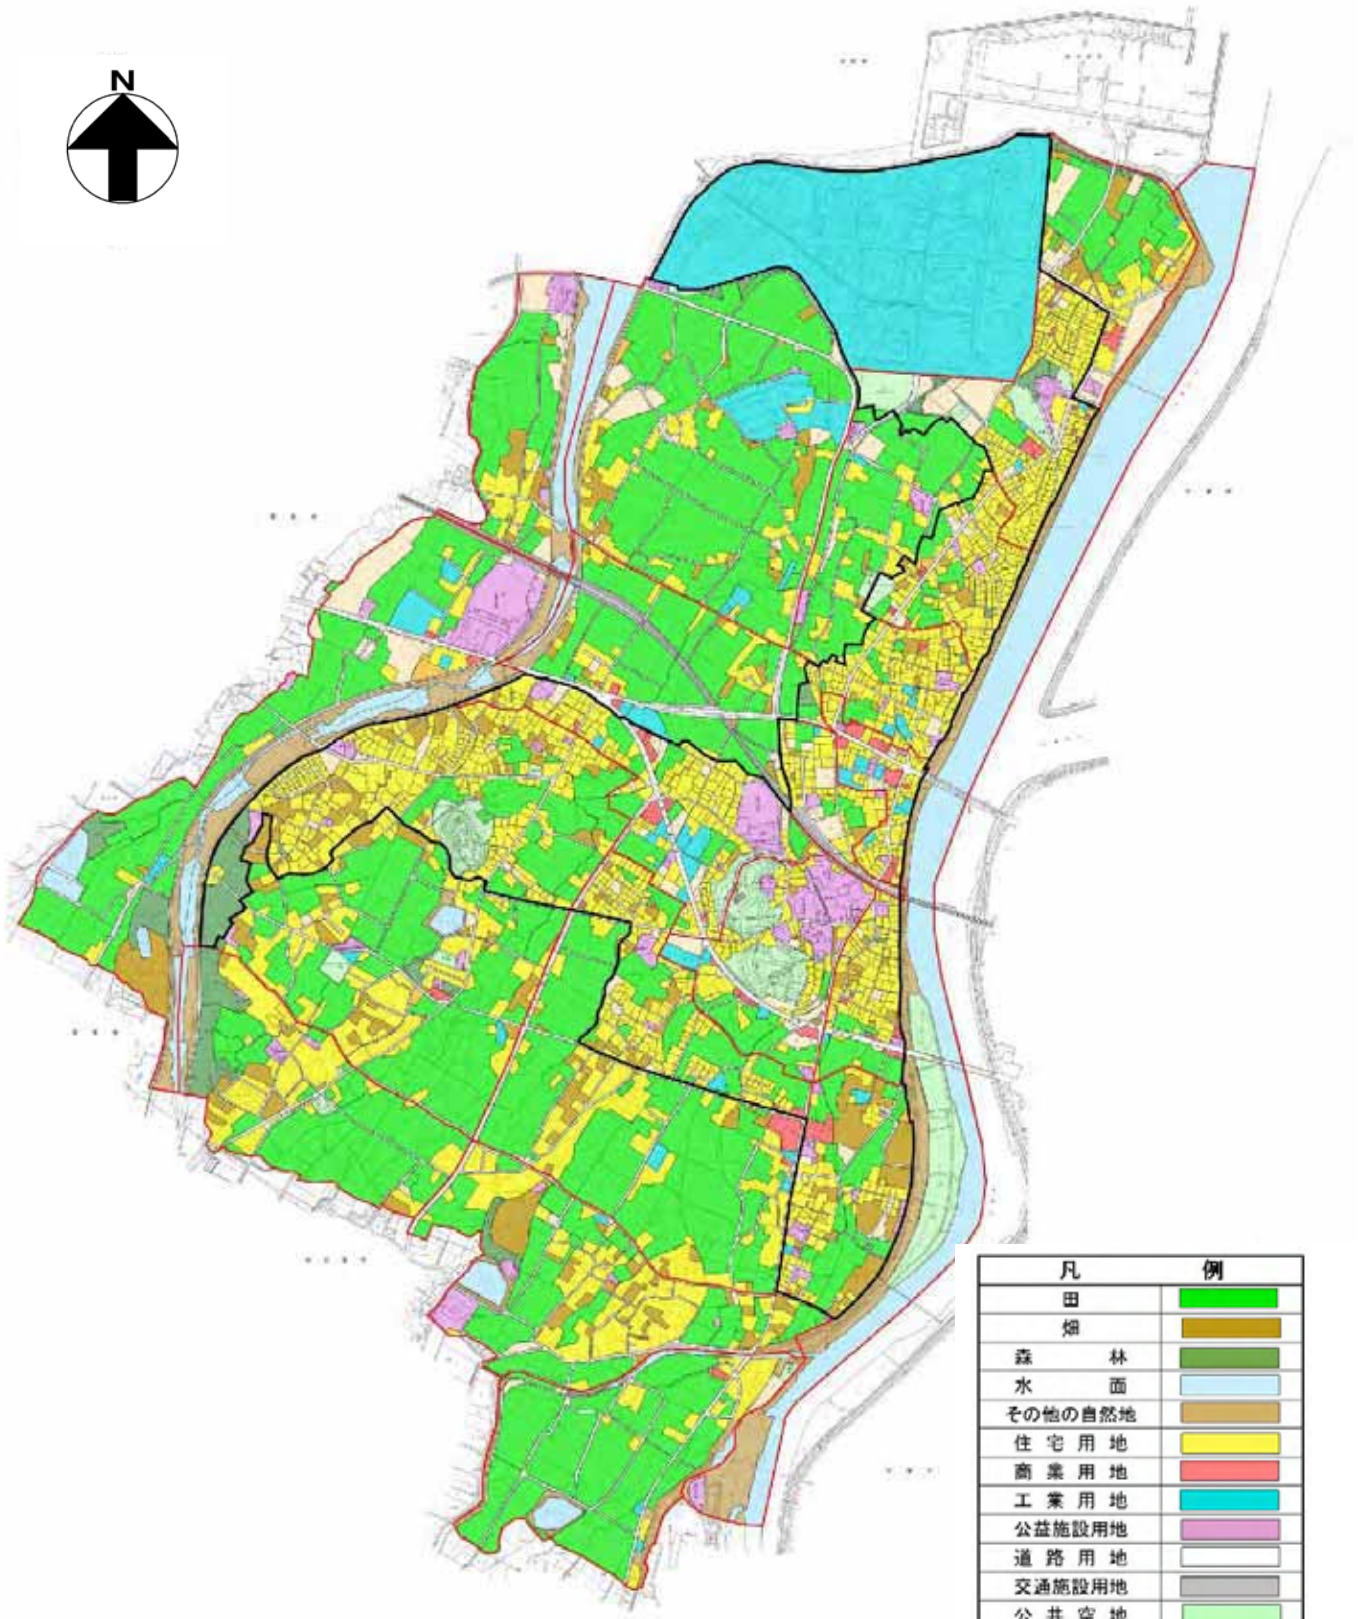 N
凡 例
田
畑
森 林
水 面
その他の自然地
住 宅 用 地
商 業 用 地
工 業 用 地
公益施設用地
道 路 用 地
交通施設用地
公 共 空 地